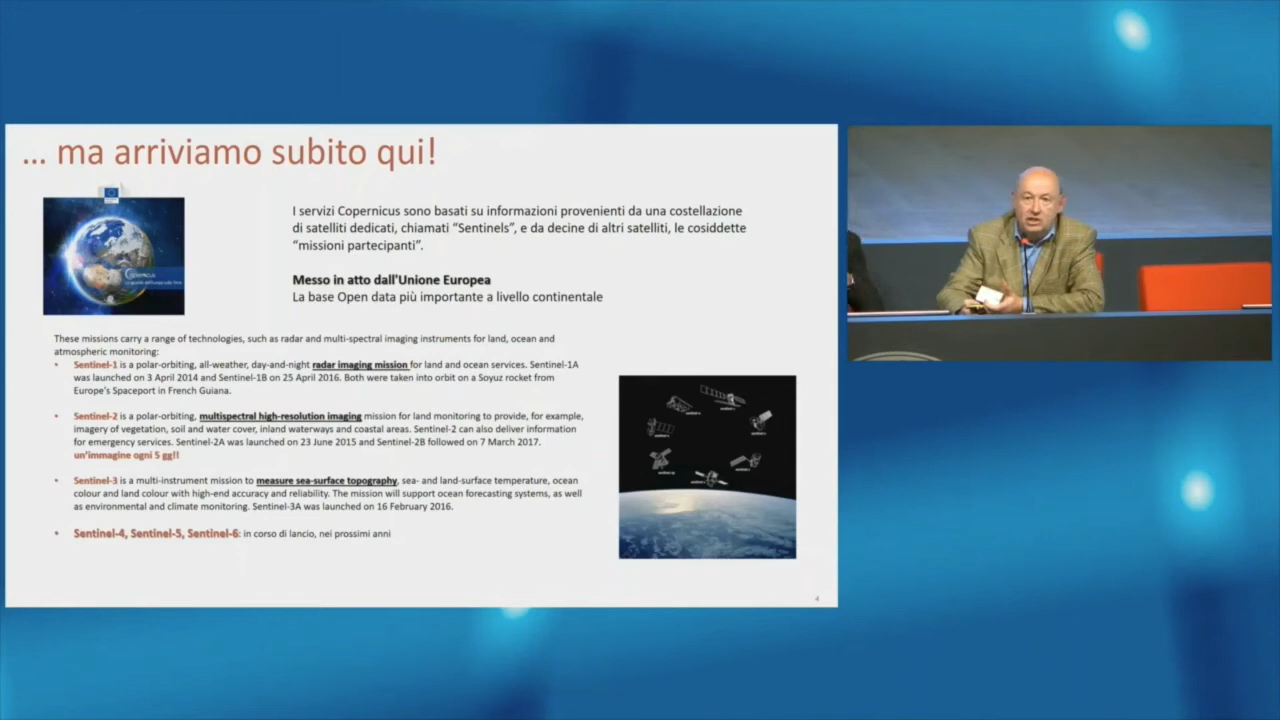 ... ma arriviamo subito qui!
I servizi Copernicus sono basati su informazioni provenienti da una costellazione
di satelliti dedicati, chiamati “Sentinels”, e da decine di altri satelliti, le cosiddette
“missioni partecipanti”.
Messo in atto dall'Unione Europea
La base Open data più importante a livello continentale
These missions carry a range of technologies, such as radar and multi-spectral imaging instruments for land, ocean and
atmospheric monitoring:
• Sentinel-1 is a polar-orbiting, all-weather, day-and-night radar imaging mission for land and ocean services. Sentinel-1A
was launched on 3 April 2014 and Sentinel-1B on 25 April 2016. Both were taken into orbit on a Soyuz rocket from
Europe's Spaceport in French Guiana.
• Sentinel-2 is a polar-orbiting, multispectral high-resolution imaging mission for land monitoring to provide, for example,
imagery of vegetation, soil and water cover, inland waterways and coastal areas. Sentinel-2 can also deliver information
for emergency services. Sentinel-2A was launched on 23 June 2015 and Sentinel-2B followed on 7 March 2017.
un'immagine ogni 5 gg!!
• Sentinel-3 is a multi-instrument mission to measure sea-surface topography, sea- and land-surface temperature, ocean
colour and land colour with high-end accuracy and reliability. The mission will support ocean forecasting systems, as well
as environmental and climate monitoring. Sentinel-3A was launched on 16 February 2016.
• Sentinel-4, Sentinel-5, Sentinel-6: in corso di lancio, nei prossimi anni
4